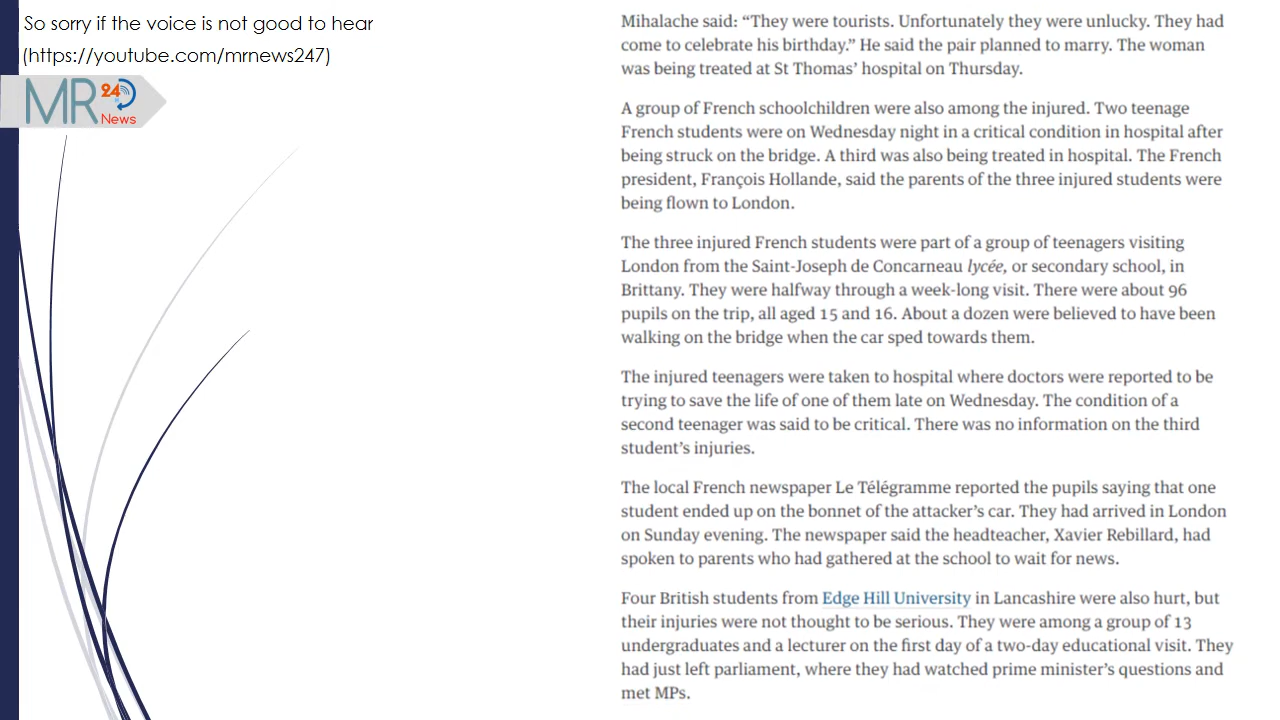 So sorry if the voice is not good to hear
(https://youtube.com/mrnews247)
MR 24 News
Mihalache said: “They were tourists. Unfortunately they were unlucky. They had
come to celebrate his birthday.” He said the pair planned to marry. The woman
was being treated at St Thomas’ hospital on Thursday.
A group of French schoolchildren were also among the injured. Two teenage
French students were on Wednesday night in a critical condition in hospital after
being struck on the bridge. A third was also being treated in hospital. The French
president, François Hollande, said the parents of the three injured students were
being flown to London.
The three injured French students were part of a group of teenagers visiting
London from the Saint-Joseph de Concarneau lycée, or secondary school, in
Brittany. They were halfway through a week-long visit. There were about 96
pupils on the trip, all aged 15 and 16. About a dozen were believed to have been
walking on the bridge when the car sped towards them.
The injured teenagers were taken to hospital where doctors were reported to be
trying to save the life of one of them late on Wednesday. The condition of a
second teenager was said to be critical. There was no information on the third
student’s injuries.
The local French newspaper Le Télégramme reported the pupils saying that one
student ended up on the bonnet of the attacker’s car. They had arrived in London
on Sunday evening. The newspaper said the headteacher, Xavier Rebillard, had
spoken to parents who had gathered at the school to wait for news.
Four British students from Edge Hill University in Lancashire were also hurt, but
their injuries were not thought to be serious. They were among a group of 13
undergraduates and a lecturer on the first day of a two-day educational visit. They
had just left parliament, where they had watched prime minister’s questions and
met MPs.